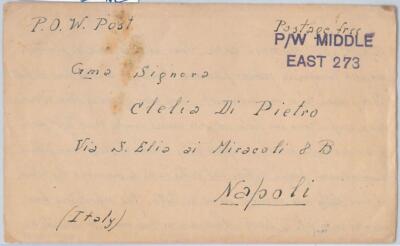 P.O.W. Post
Postage free
P/W MIDDLE
EAST 273
Gma Signora
Clelia Di Pietro
Via S. Elia ai Miracoli 8 B
Napoli
(Italy)